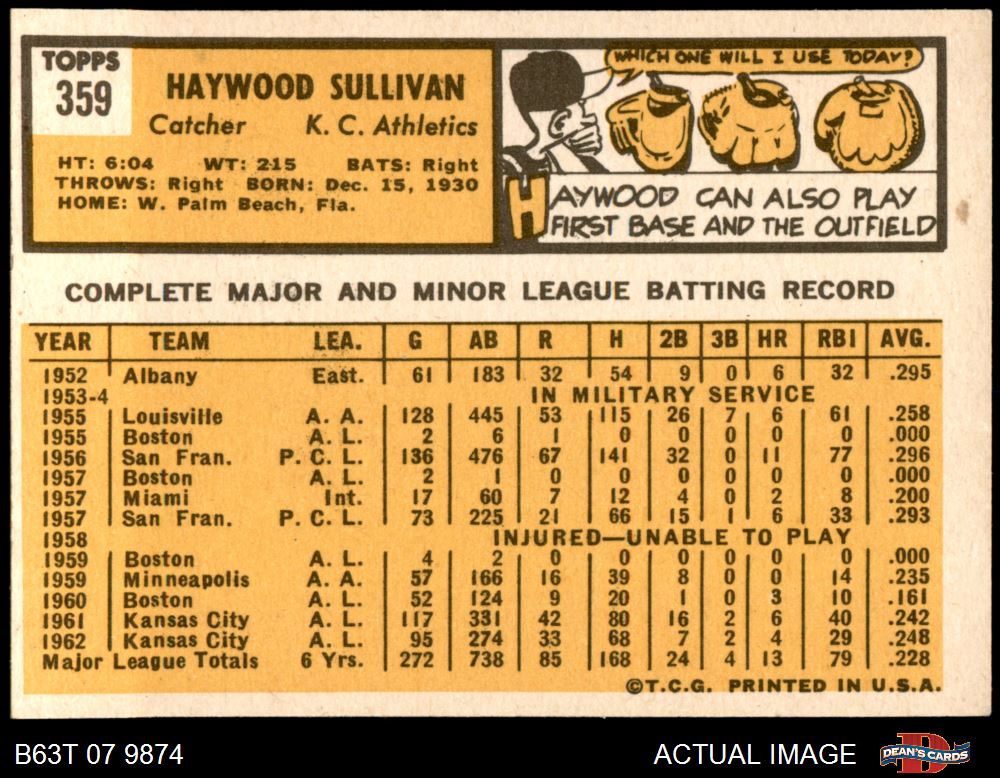 TOPPS
359
HAYWOOD SULLIVAN
Catcher K. C. Athletics
HT: 6:04 WT: 215 BATS: Right
THROWS: Right BORN: Dec. 15, 1930
HOME: W. Palm Beach, Fla.
WHICH ONE WILL I USE TODAY?
HAYWOOD CAN ALSO PLAY
FIRST BASE AND THE OUTFIELD
COMPLETE MAJOR AND MINOR LEAGUE BATTING RECORD
YEAR TEAM LEA. G AB R H 2B 3B HR RBI AVG.
1952 Albany East. 61 183 32 54 9 0 6 32 .295
1953-4 IN MILITARY SERVICE
1955 Louisville A. A. 128 445 53 115 26 7 6 61 .258
1955 Boston A. L. 2 6 1 0 0 0 0 0 .000
1956 San Fran. P. C. L. 136 476 67 141 32 0 11 77 .296
1957 Boston A. L. 2 1 0 0 0 0 0 0 .000
1957 Miami Int. 17 60 7 12 4 0 2 8 .200
1957 San Fran. P. C. L. 73 225 21 66 15 1 6 33 .293
1958 INJURED—UNABLE TO PLAY
1959 Boston A. L. 4 2 0 0 0 0 0 0 .000
1959 Minneapolis A. A. 57 166 16 39 8 0 0 14 .235
1960 Boston A. L. 52 124 9 20 1 0 3 10 .161
1961 Kansas City A. L. 117 331 42 80 16 2 6 40 .242
1962 Kansas City A. L. 95 274 33 68 7 2 4 29 .248
Major League Totals 6 Yrs. 272 738 85 168 24 4 13 79 .228
©T.C.G. PRINTED IN U.S.A.
B63T 07 9874 ACTUAL IMAGE DEAN'S CARDS